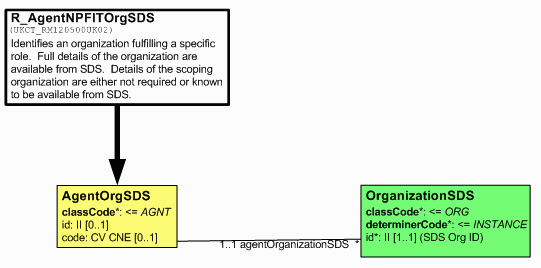 R_AgentNPFITOrgSDS
(UKCT_RM120500UK02)
Identifies an organization fulfilling a specific
role. Full details of the organization are
available from SDS. Details of the scoping
organization are either not required or known
to be available from SDS.
AgentOrgSDS
classCode*: <= AGNT
id: II [0..1]
code: CV CNE [0..1]
1..1 agentOrganizationSDS *
OrganizationSDS
classCode*: <= ORG
determinerCode*: <= INSTANCE
id*: II [1..1] (SDS Org ID)